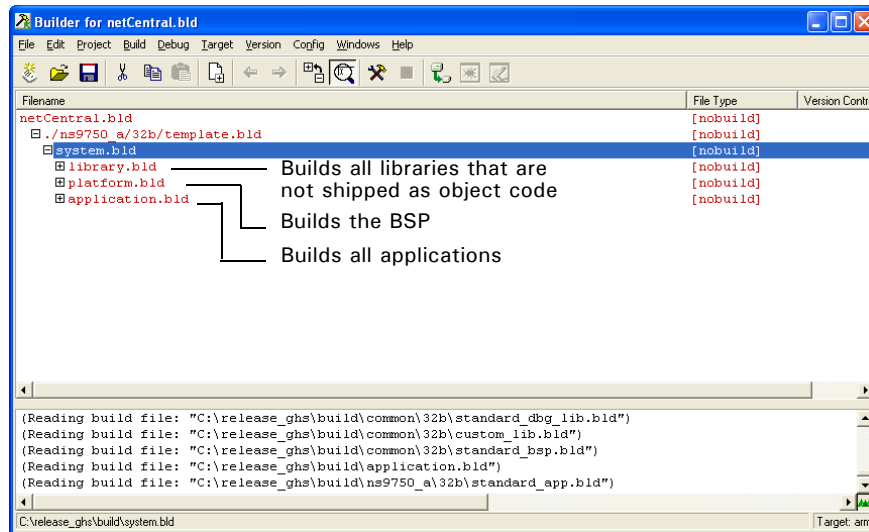 Builder for netCentral.bld
File Edit Project Build Debug Target Version Config Windows Help
Filename File Type Version Contr
netCentral.bld [nobuild]
./ns9750_a/32b/template.bld [nobuild]
system.bld [nobuild]
library.bld Builds all libraries that are [nobuild]
platform.bld not shipped as object code [nobuild]
application.bld [nobuild]
Builds the BSP
Builds all applications
(Reading build file: "C:\release_ghs\build\common\32b\standard_dbg_lib.bld")
(Reading build file: "C:\release_ghs\build\common\32b\custom_lib.bld")
(Reading build file: "C:\release_ghs\build\common\32b\standard_bsp.bld")
(Reading build file: "C:\release_ghs\build\application.bld")
(Reading build file: "C:\release_ghs\build\ns9750_a\32b\standard_app.bld")
C:\release_ghs\build\system.bld Target: arm